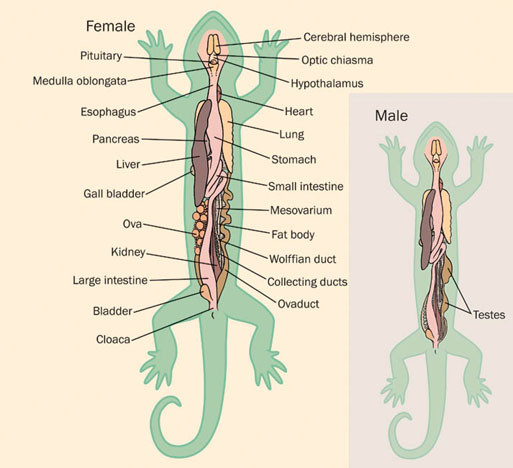 Female
Pituitary
Medulla oblongata
Esophagus
Pancreas
Liver
Gall bladder
Ova
Kidney
Large intestine
Bladder
Cloaca
Cerebral hemisphere
Optic chiasma
Hypothalamus
Heart
Lung
Stomach
Small intestine
Mesovarium
Fat body
Wolffian duct
Collecting ducts
Ovaduct
Male
Testes